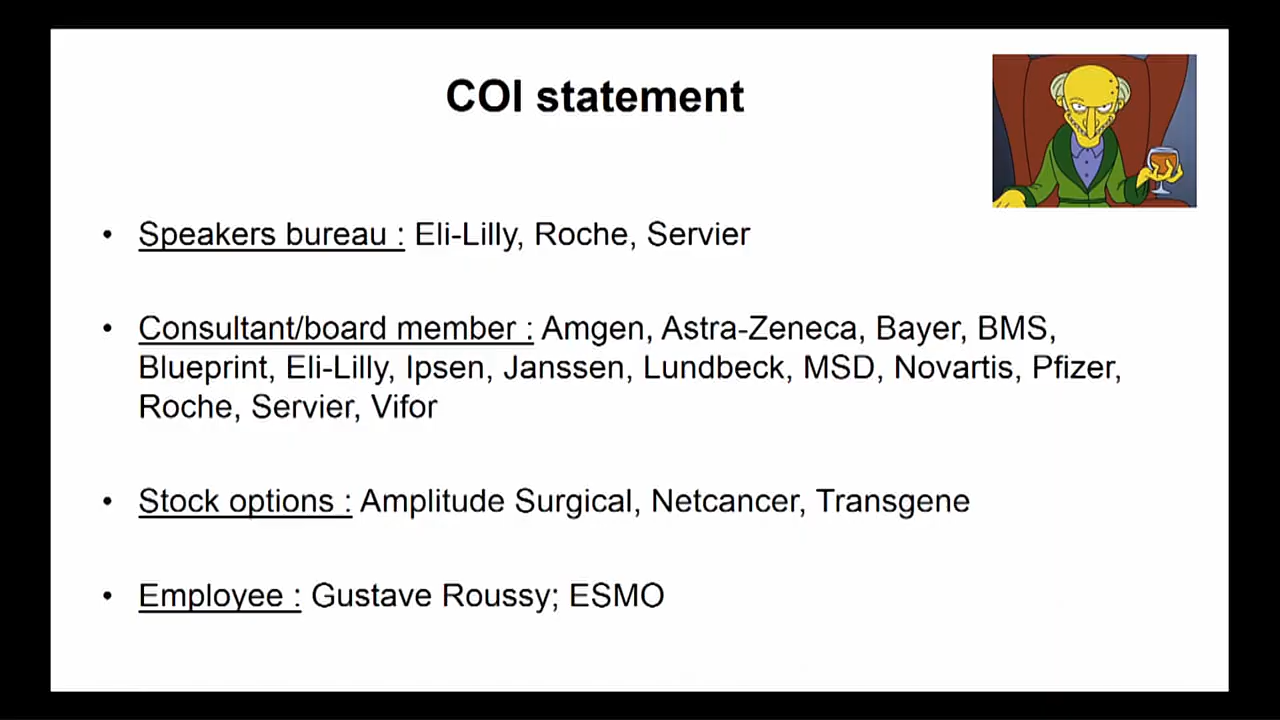 COI statement
• Speakers bureau : Eli-Lilly, Roche, Servier
• Consultant/board member : Amgen, Astra-Zeneca, Bayer, BMS,
Blueprint, Eli-Lilly, Ipsen, Janssen, Lundbeck, MSD, Novartis, Pfizer,
Roche, Servier, Vifor
• Stock options : Amplitude Surgical, Netcancer, Transgene
• Employee : Gustave Roussy; ESMO